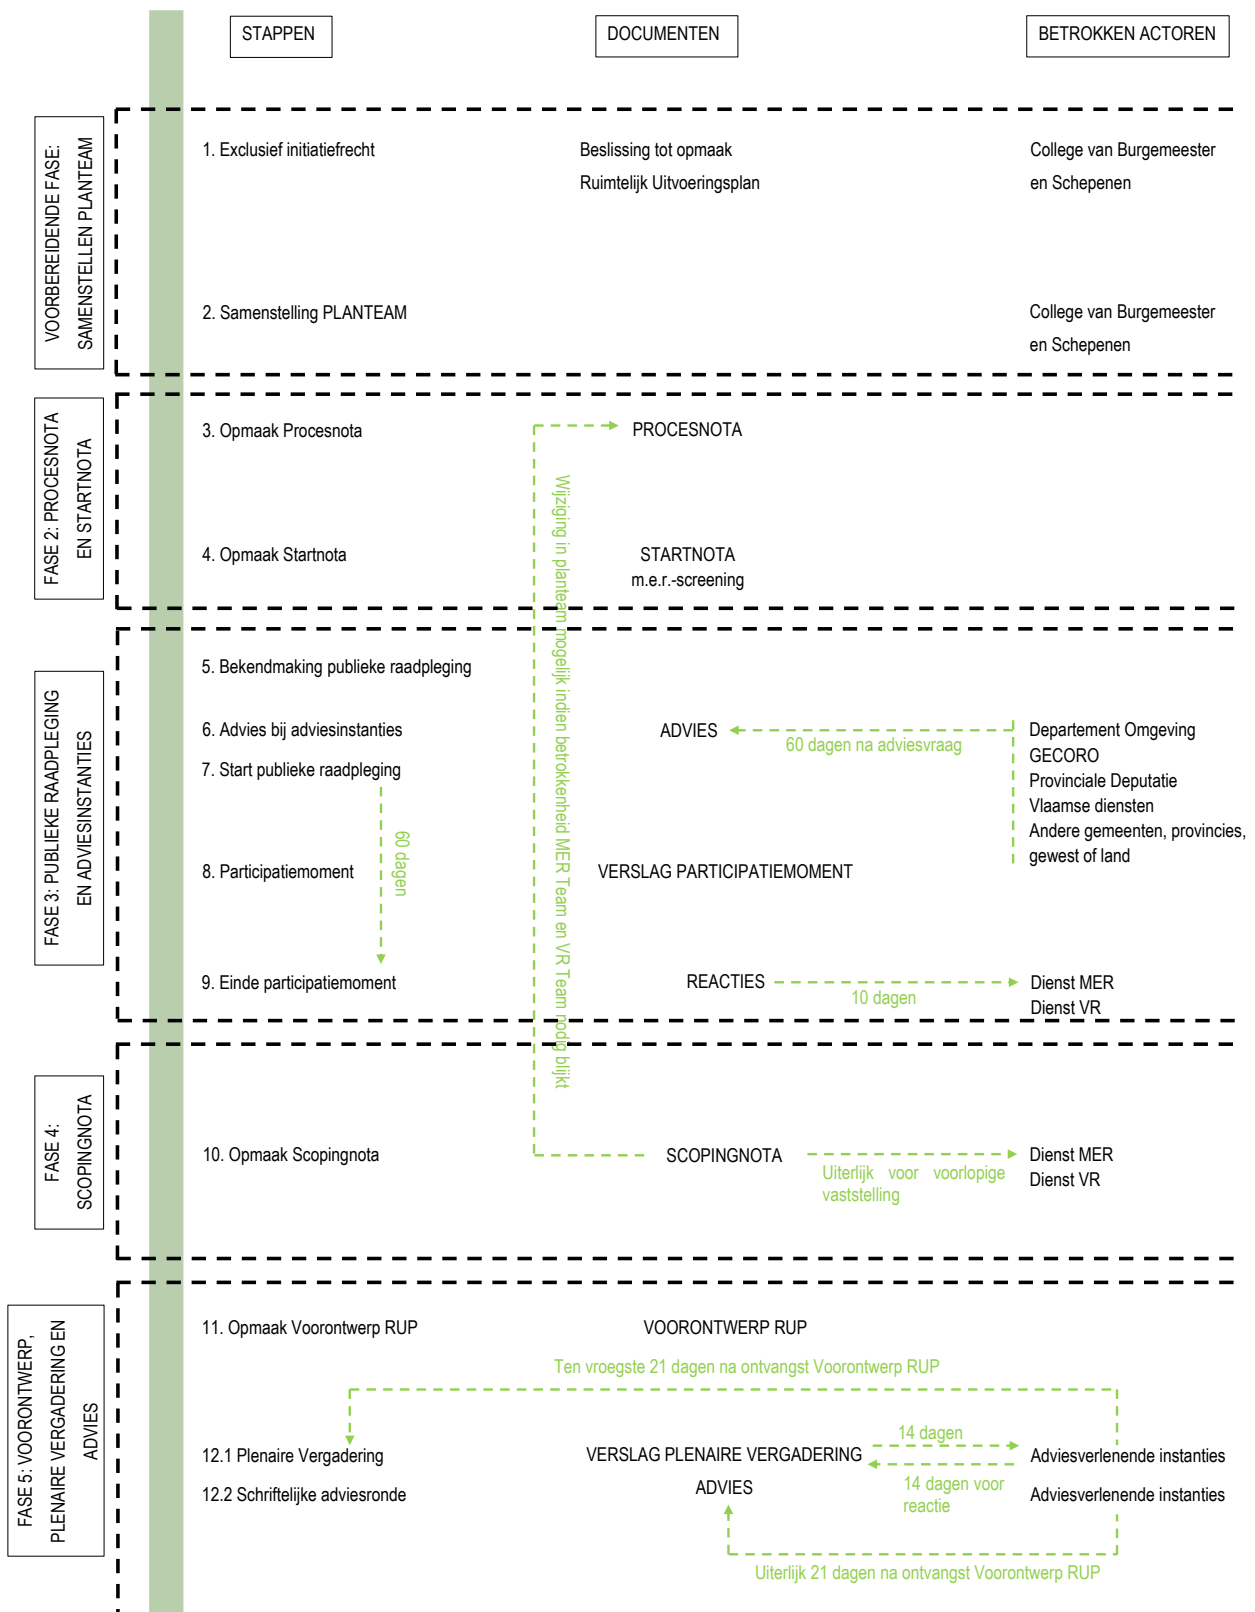 STAPPEN
DOCUMENTEN
BETROKKEN ACTOREN
VOORBEREIDENDE FASE:
SAMENSTELLEN PLANTEAM
1. Exclusief initiatiefrecht
Beslissing tot opmaak
Ruimtelijk Uitvoeringsplan
College van Burgemeester
en Schepenen
2. Samenstelling PLANTEAM
College van Burgemeester
en Schepenen
FASE 2: PROCESNOTA
EN STARTNOTA
3. Opmaak Procesnota
PROCESNOTA
4. Opmaak Startnota
STARTNOTA
m.e.r.-screening
Wijziging in planteam mogelijk indien betrokkenheid MER Team en VR Team nodig blijkt
FASE 3: PUBLIEKE RAADPLEGING
EN ADVIESINSTANTIES
5. Bekendmaking publieke raadpleging
6. Advies bij adviesinstanties
ADVIES
60 dagen na adviesvraag
Departement Omgeving
GECORO
Provinciale Deputatie
Vlaamse diensten
Andere gemeenten, provincies,
gewest of land
7. Start publieke raadpleging
60 dagen
8. Participatiemoment
VERSLAG PARTICIPATIEMOMENT
9. Einde participatiemoment
REACTIES
10 dagen
Dienst MER
Dienst VR
FASE 4:
SCOPINGNOTA
10. Opmaak Scopingnota
SCOPINGNOTA
Uiterlijk voor voorlopige
vaststelling
Dienst MER
Dienst VR
FASE 5: VOORONTWERP,
PLENAIRE VERGADERING EN
ADVIES
11. Opmaak Voorontwerp RUP
VOORONTWERP RUP
Ten vroegste 21 dagen na ontvangst Voorontwerp RUP
12.1 Plenaire Vergadering
VERSLAG PLENAIRE VERGADERING
14 dagen
Adviesverlenende instanties
12.2 Schriftelijke adviesronde
ADVIES
14 dagen voor
reactie
Adviesverlenende instanties
Uiterlijk 21 dagen na ontvangst Voorontwerp RUP